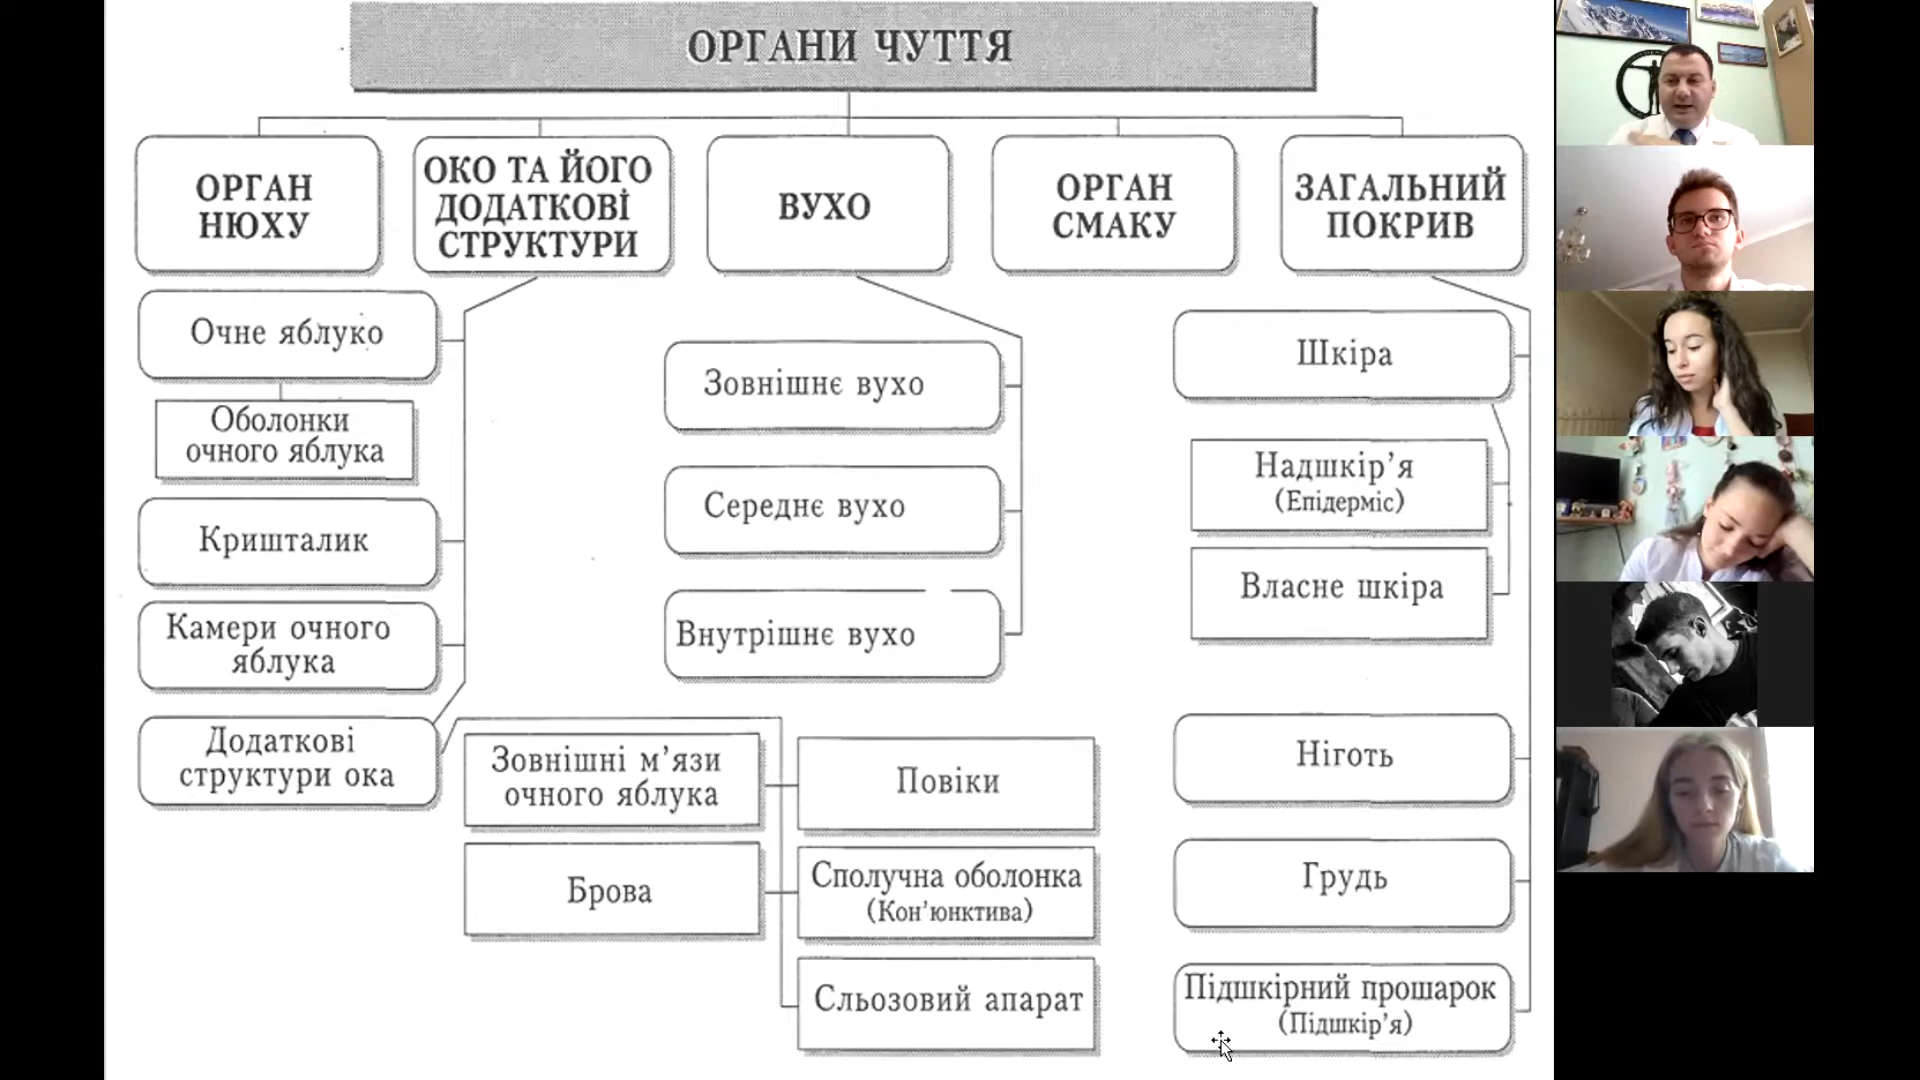 ОРГАНИ ЧУТТЯ
ОРГАН
НЮХУ
ОКО ТА ЙОГО
ДОДАТКОВІ
СТРУКТУРИ
ВУХО
ОРГАН
СМАКУ
ЗАГАЛЬНИЙ
ПОКРИВ
Очне яблуко
Оболонки
очного яблука
Кришталик
Камери очного
яблука
Додаткові
структури ока
Зовнішні м’язи
очного яблука
Брова
Повіки
Сполучна оболонка
(Кон’юнктива)
Сльозовий апарат
Зовнішнє вухо
Середнє вухо
Внутрішнє вухо
Шкіра
Надшкір’я
(Епідерміс)
Власне шкіра
Ніготь
Грудь
Підшкірний прошарок
(Підшкір’я)